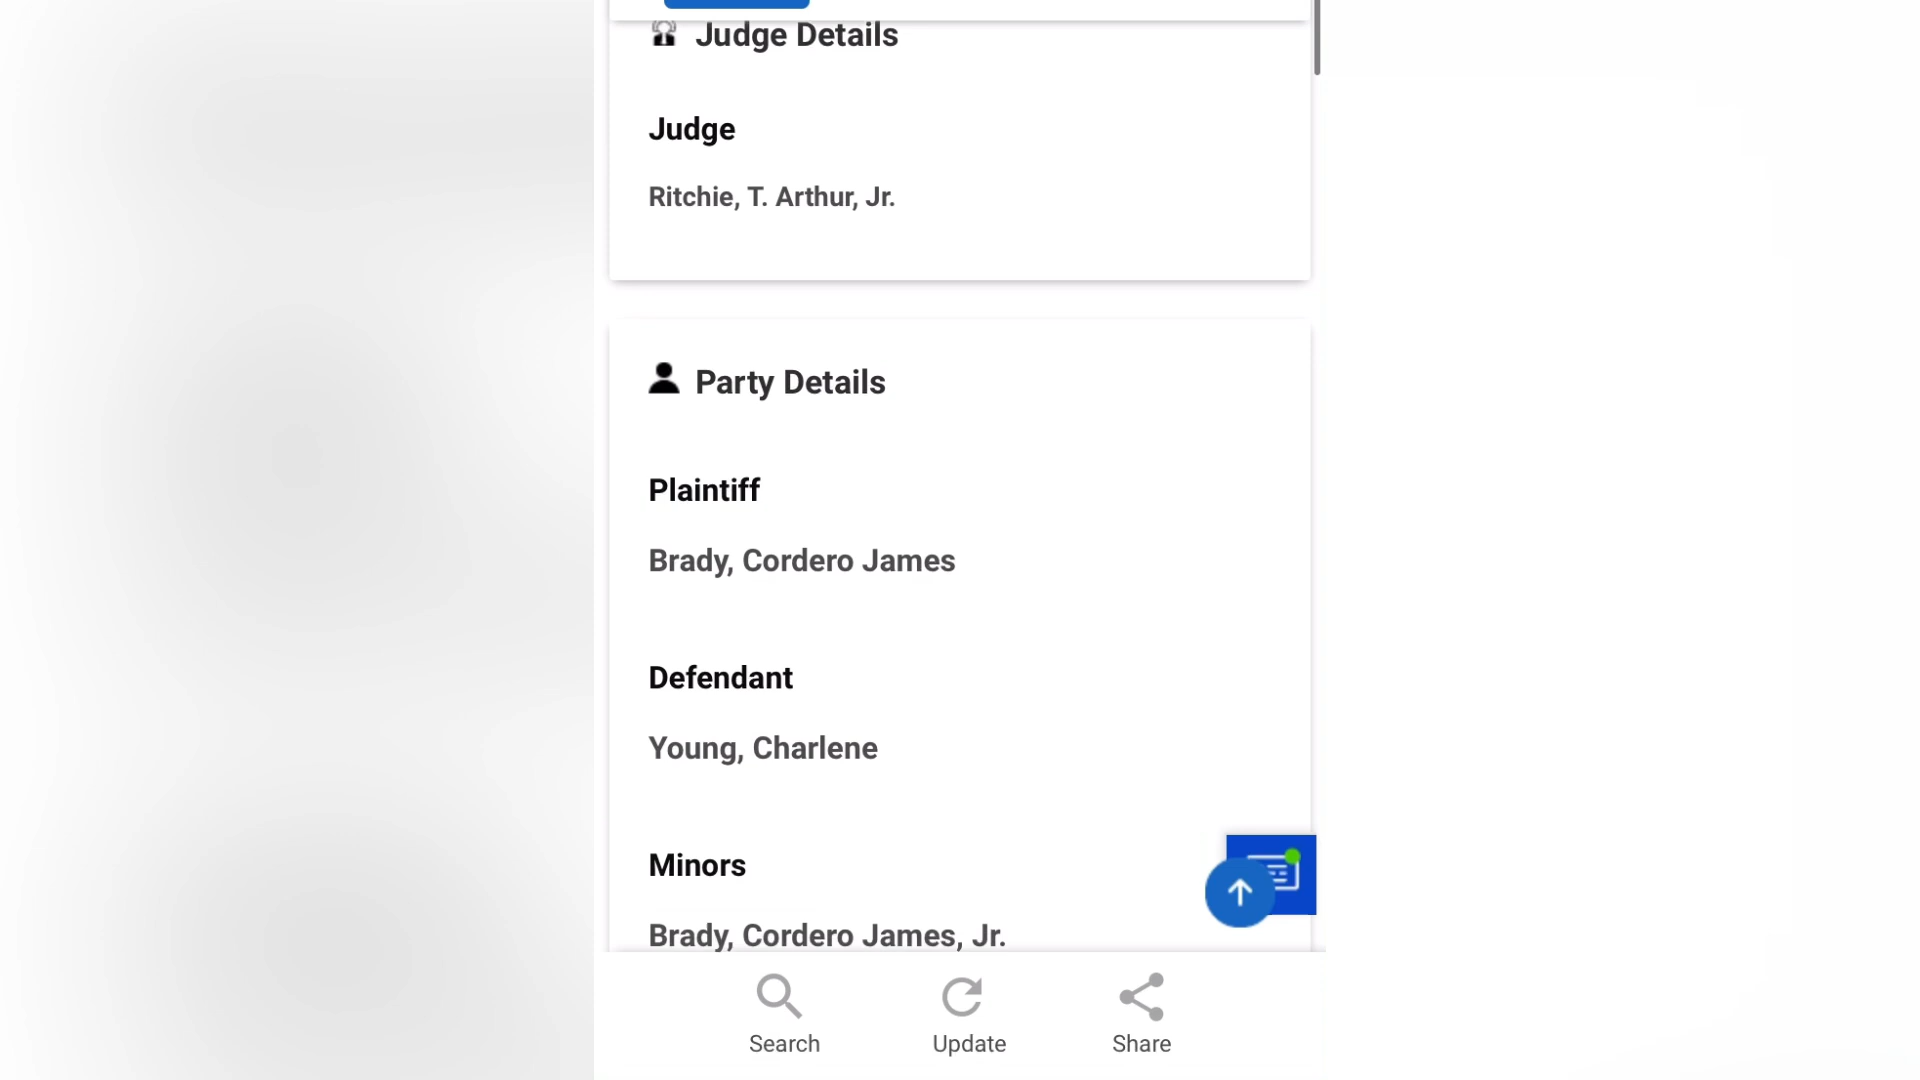 Judge Details
Judge
Ritchie, T. Arthur, Jr.
Party Details
Plaintiff
Brady, Cordero James
Defendant
Young, Charlene
Minors
Brady, Cordero James, Jr.
Search Update Share